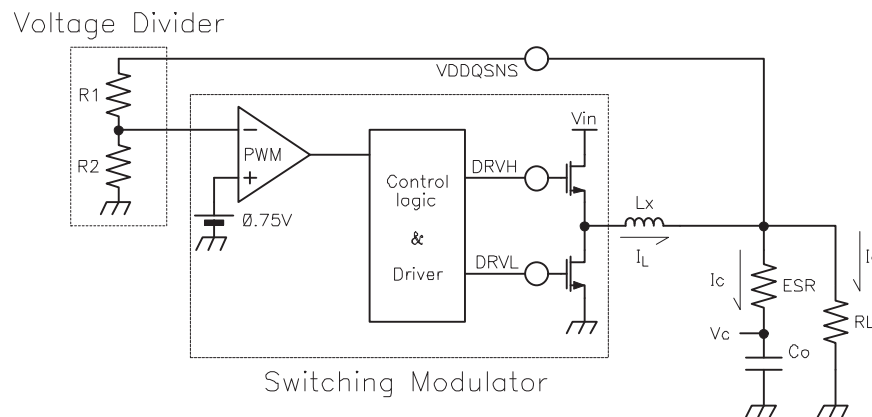 Voltage Divider
VDDQSNS
R1
R2
PWM
0.75V
Control
logic
&
Driver
DRVH
DRVL
Vin
Lx
IL
Ic
ESR
Vc
Co
RL
Switching Modulator